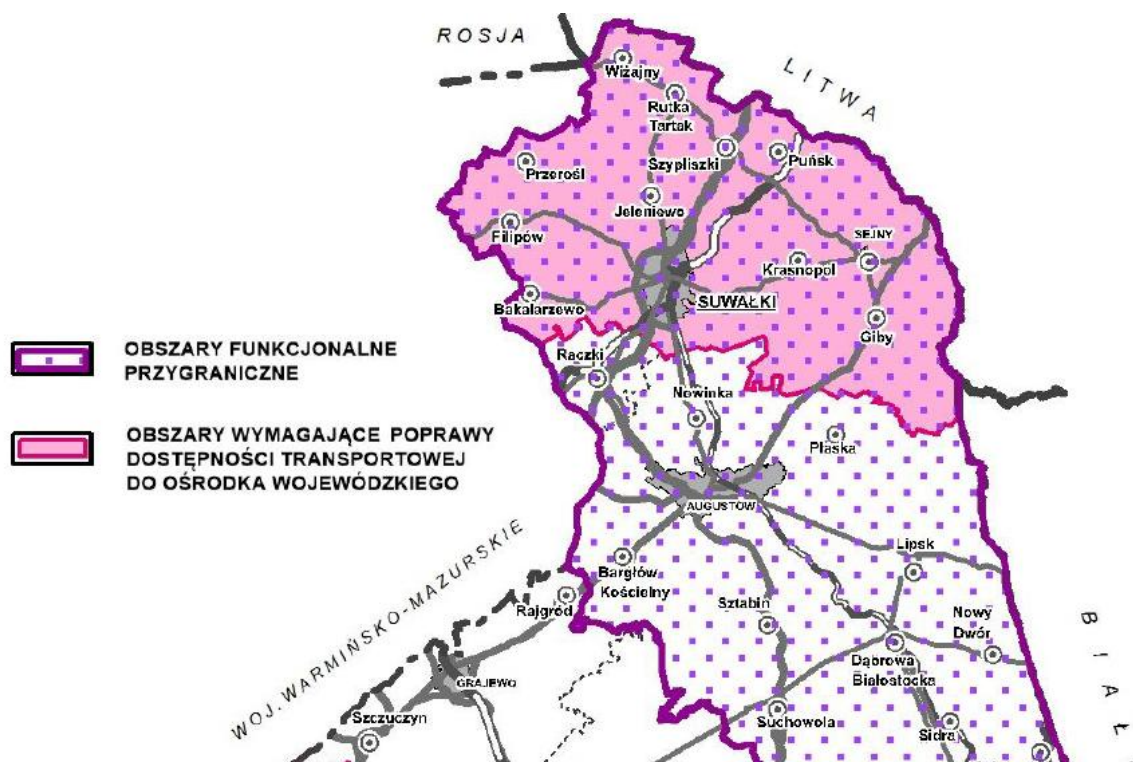 ROSJA
LITWA
Wiżajny
Rutka
Tartak
Szypliszki
Puńsk
Przerośl
Jeleniewo
Filipów
SEJNY
Krasnopol
Bakałarzewo
SUWAŁKI
Giby
OBSZARY FUNKCJONALNE
PRZYGRANICZNE
Raczki
Nowinka
OBSZARY WYMAGAJĄCE POPRAWY
DOSTĘPNOŚCI TRANSPORTOWEJ
DO OŚRODKA WOJEWÓDZKIEGO
Płaska
AUGUSTÓW
WOJ. WARMIŃSKO-MAZURSKIE
Lipsk
Bargłów
Kościelny
Rajgród
Sztabin
Nowy
Dwór
BIAŁ
Dąbrowa
Białostocka
GRAJEWO
Szczuczyn
Suchowola
Sidra